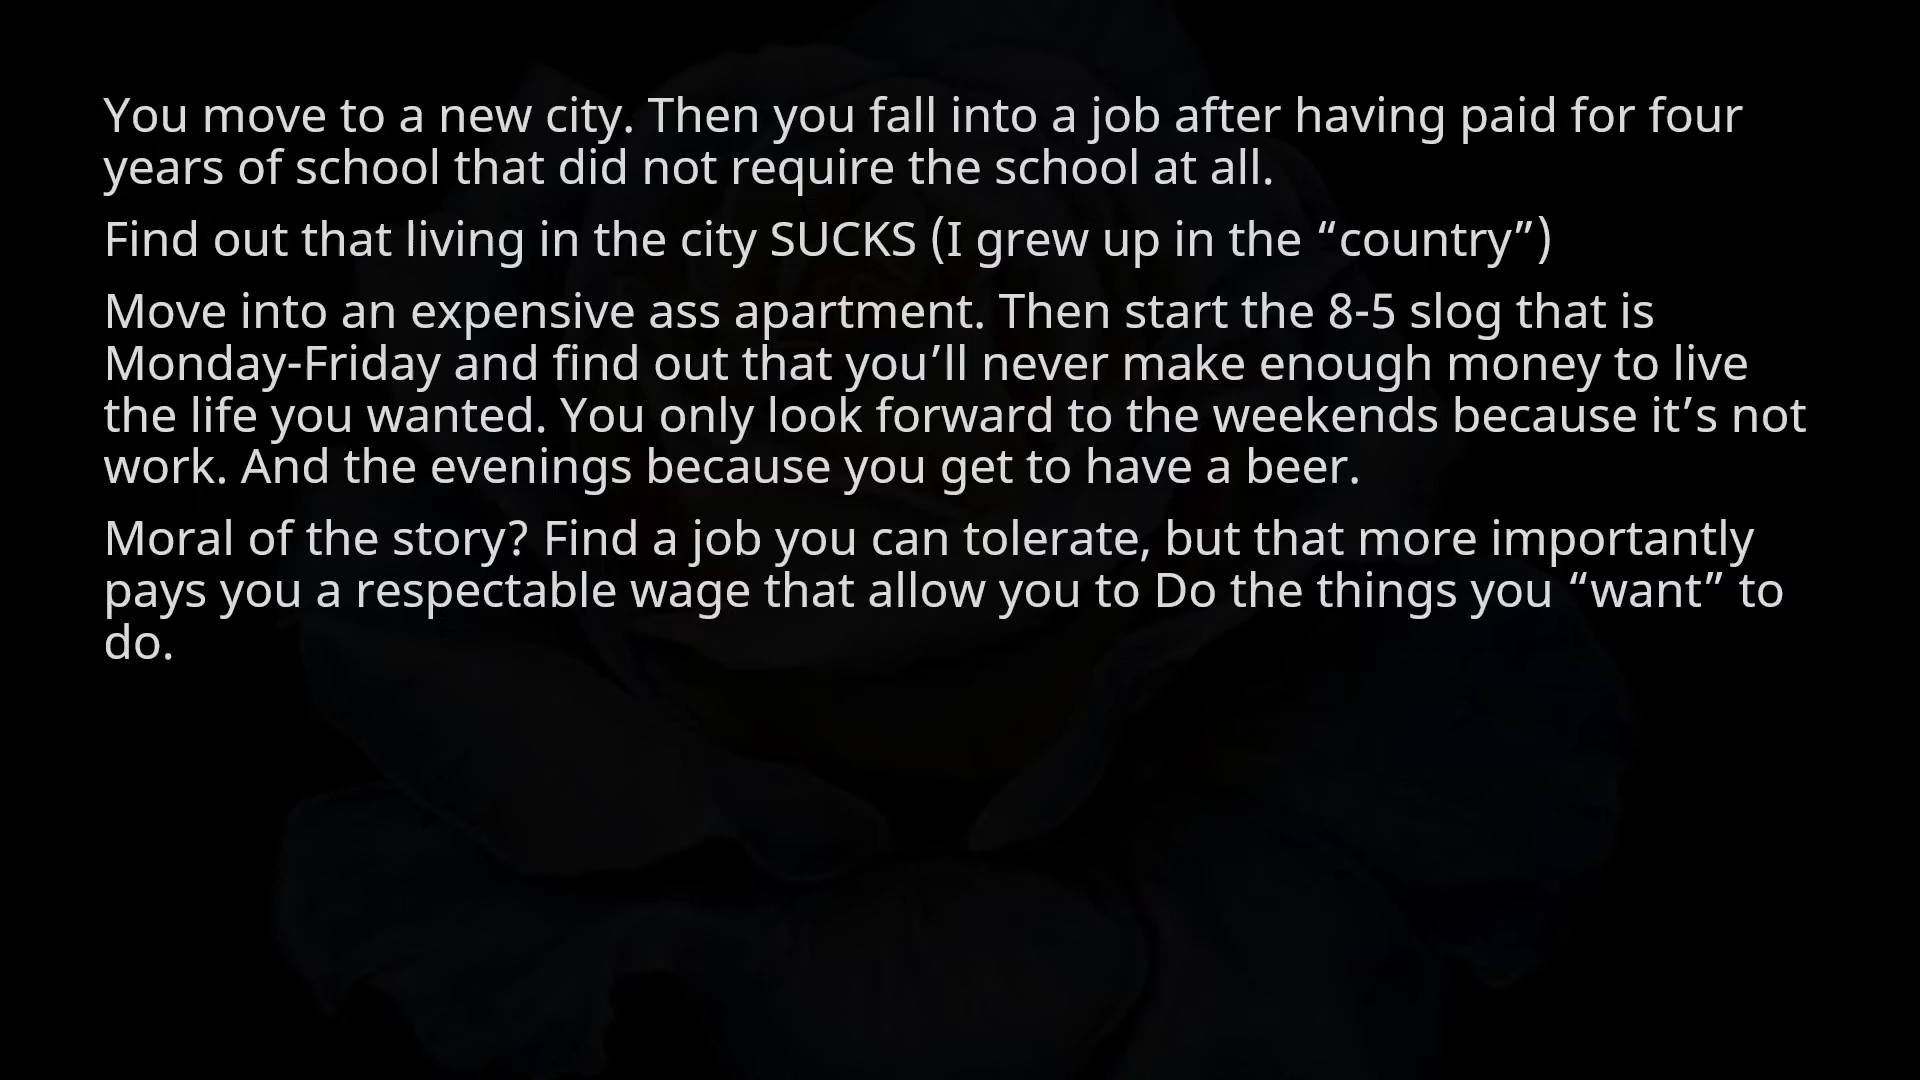 You move to a new city. Then you fall into a job after having paid for four
years of school that did not require the school at all.
Find out that living in the city SUCKS (I grew up in the “country”)
Move into an expensive ass apartment. Then start the 8-5 slog that is
Monday-Friday and find out that you’ll never make enough money to live
the life you wanted. You only look forward to the weekends because it’s not
work. And the evenings because you get to have a beer.
Moral of the story? Find a job you can tolerate, but that more importantly
pays you a respectable wage that allow you to Do the things you “want” to
do.